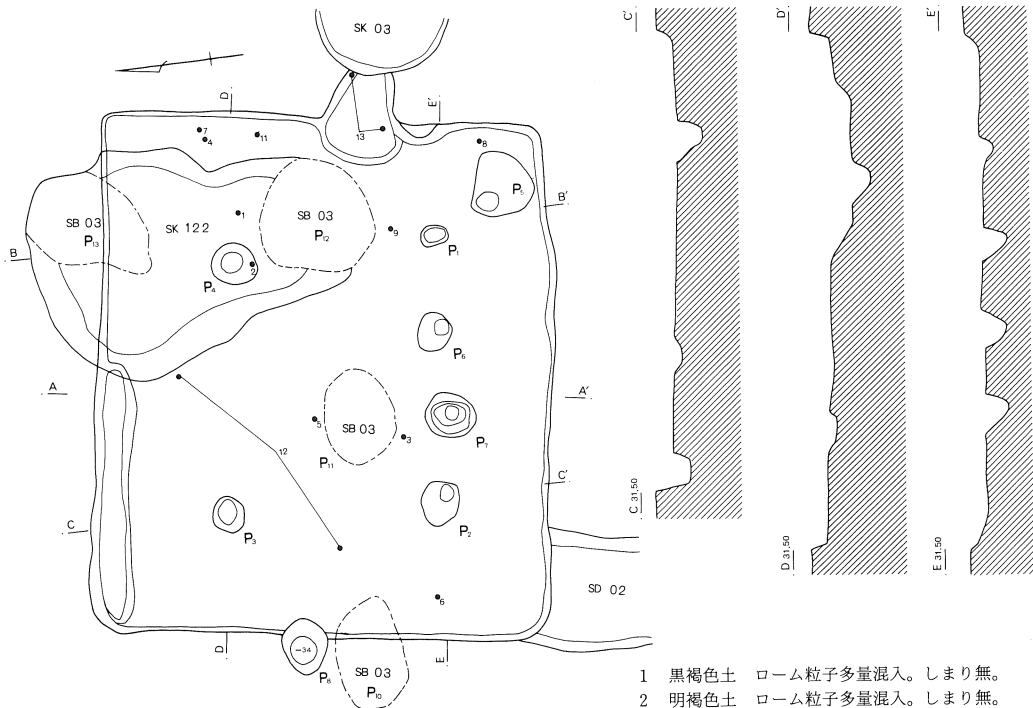 SK 03
D
E′
7
4
11
13
8
P₅
B′
SB 03
P₁₃
SK 122
1
SB 03
P₁₂
9
P₁
B
2
P₄
P₆
A
A′
5
SB 03
3
P₇
12
P₁₁
C′
C
P₃
P₂
SD 02
6
D
-34
P₈
SB 03
P₁₀
E
C′
D′
E′
C 31,50
D 31,50
E 31,50
1 黒褐色土 ローム粒子多量混入。しまり無。
2 明褐色土 ローム粒子多量混入。しまり無。